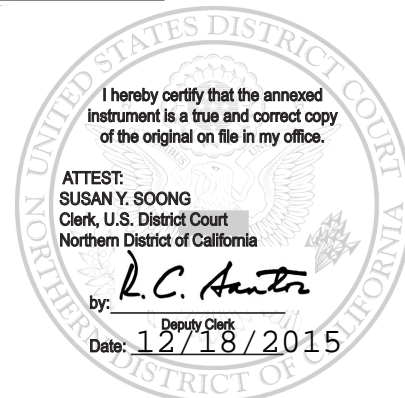 UNITED STATES DISTRICT COURT
I hereby certify that the annexed
instrument is a true and correct copy
of the original on file in my office.
ATTEST:
SUSAN Y. SOONG
Clerk, U.S. District Court
Northern District of California
by: R. C. Santos
Deputy Clerk
Date: 12/18/2015
NORTHERN DISTRICT OF CALIFORNIA